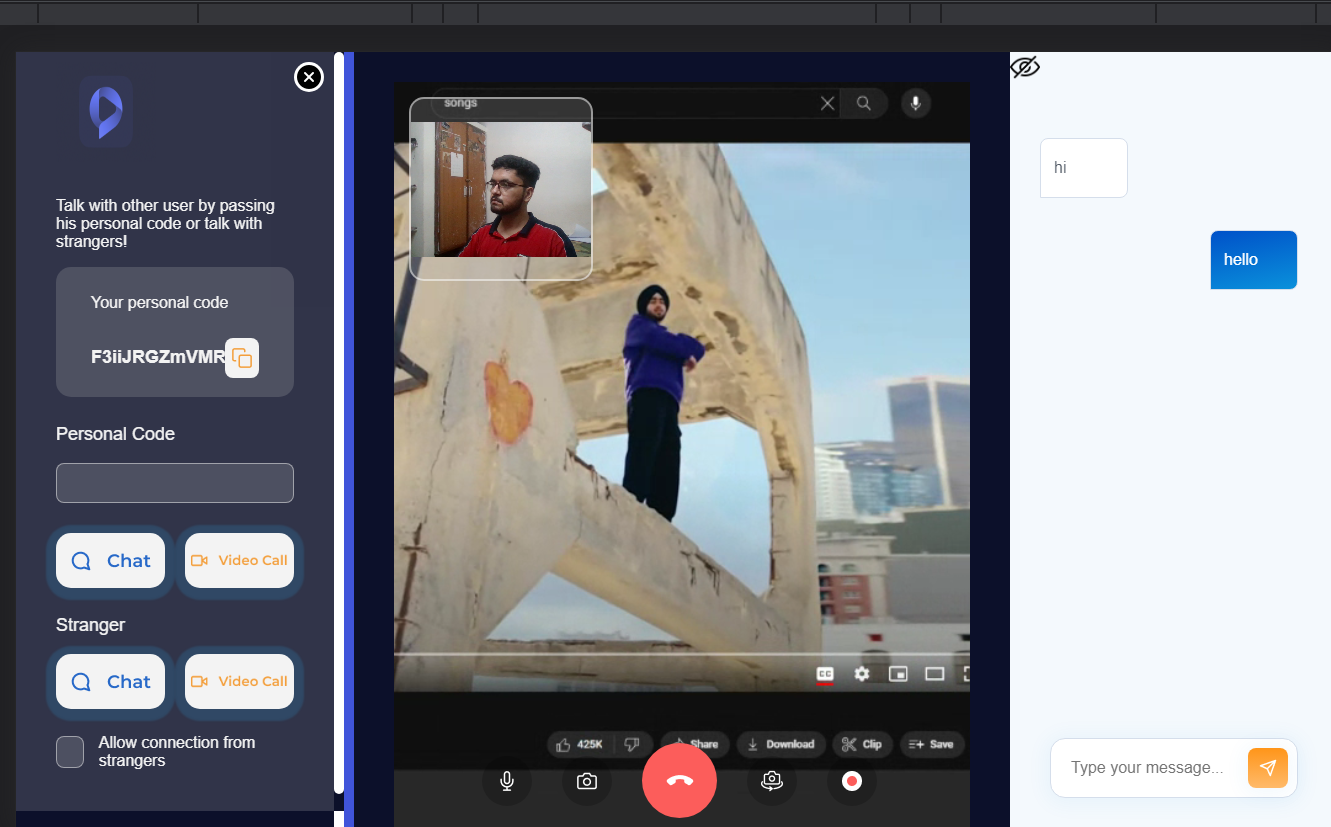 Talk with other user by passing
his personal code or talk with
strangers!
Your personal code
F3iiJRGZmVMR
Personal Code
Chat
Video Call
Stranger
Chat
Video Call
Allow connection from
strangers
songs
CC
425K
Share
Download
Clip
Save
hi
hello
Type your message...